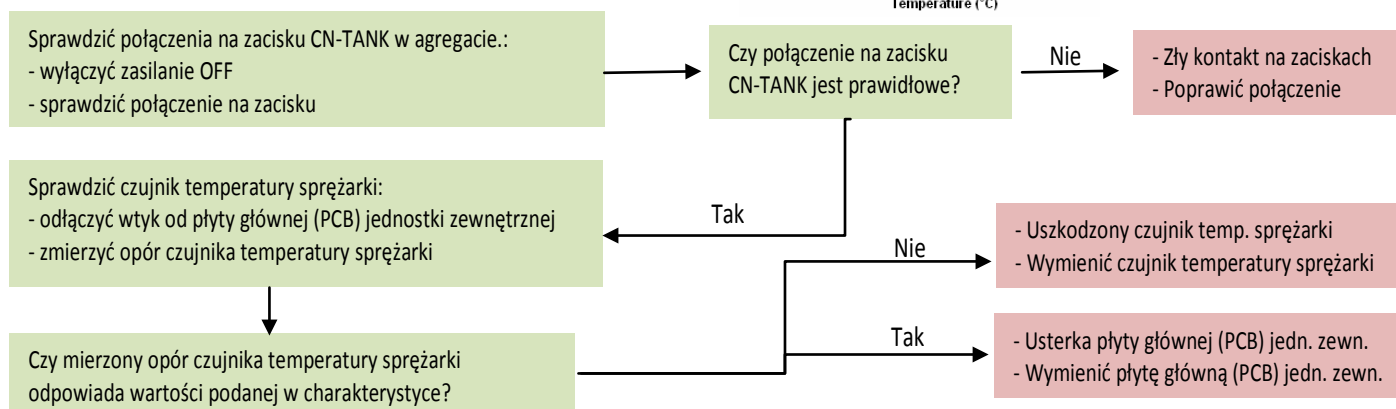 Temperature (°C)
Sprawdzić połączenia na zacisku CN-TANK w agregacie.:
- wyłączyć zasilanie OFF
- sprawdzić połączenie na zacisku
Czy połączenie na zacisku
CN-TANK jest prawidłowe?
Nie
- Zły kontakt na zaciskach
- Poprawić połączenie
Tak
Sprawdzić czujnik temperatury sprężarki:
- odłączyć wtyk od płyty głównej (PCB) jednostki zewnętrznej
- zmierzyć opór czujnika temperatury sprężarki
Czy mierzony opór czujnika temperatury sprężarki
odpowiada wartości podanej w charakterystyce?
Nie
- Uszkodzony czujnik temp. sprężarki
- Wymienić czujnik temperatury sprężarki
Tak
- Usterka płyty głównej (PCB) jedn. zewn.
- Wymienić płytę główną (PCB) jedn. zewn.